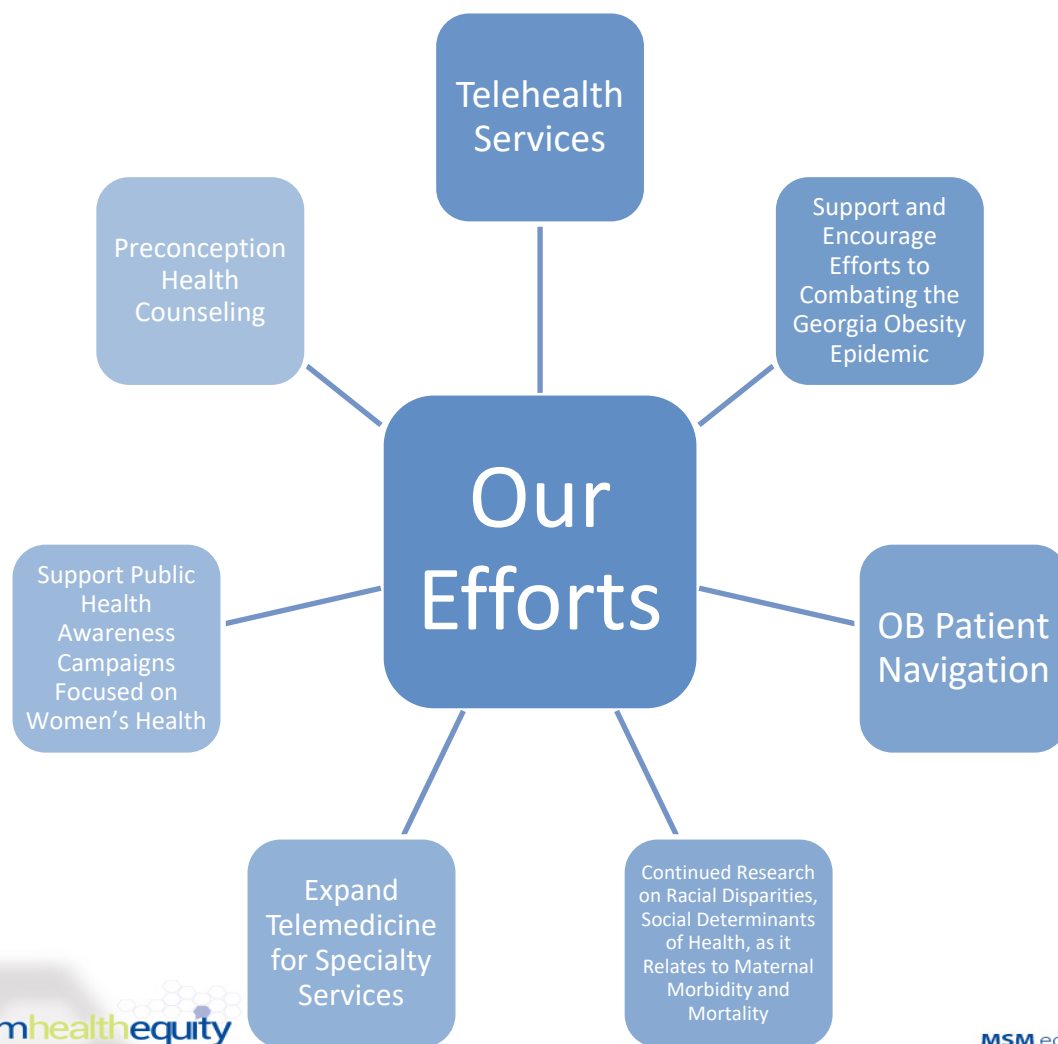 Telehealth
Services
Support and
Encourage
Efforts to
Combating the
Georgia Obesity
Epidemic
Preconception
Health
Counseling
Our
Efforts
OB Patient
Navigation
Support Public
Health
Awareness
Campaigns
Focused on
Women’s Health
Continued Research
on Racial Disparities,
Social Determinants
of Health, as it
Relates to Maternal
Morbidity and
Mortality
Expand
Telemedicine
for Specialty
Services
mhealthequity
MSM